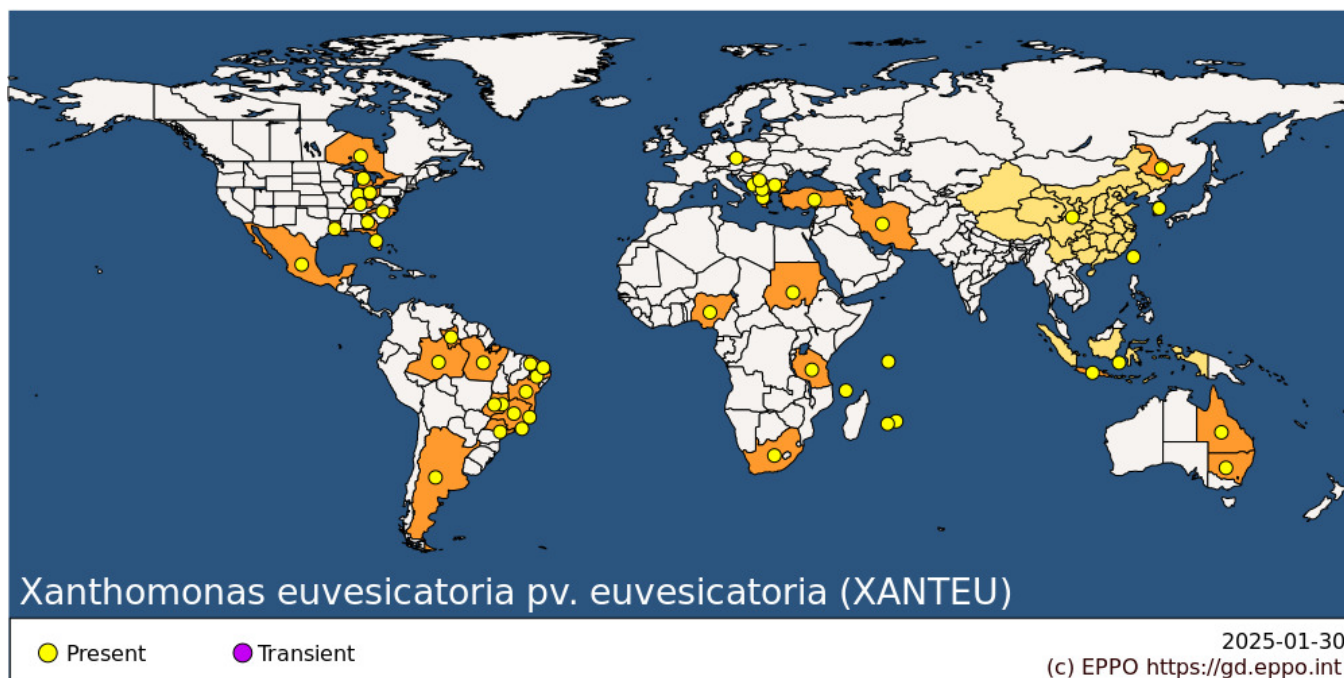 Xanthomonas euvesicatoria pv. euvesicatoria (XANTEU)
Present
Transient
2025-01-30
(c) EPPO https://gd.eppo.int